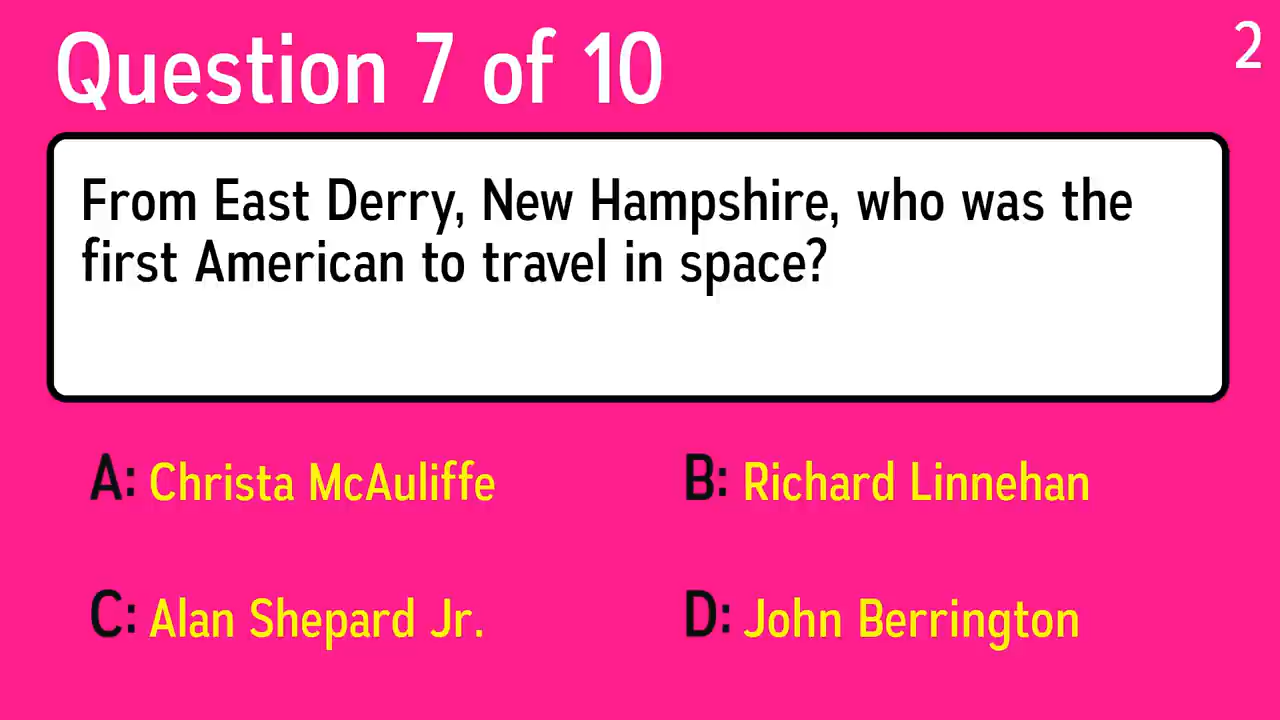 Question 7 of 10
2
From East Derry, New Hampshire, who was the
first American to travel in space?
A: Christa McAuliffe
B: Richard Linnehan
C: Alan Shepard Jr.
D: John Berrington